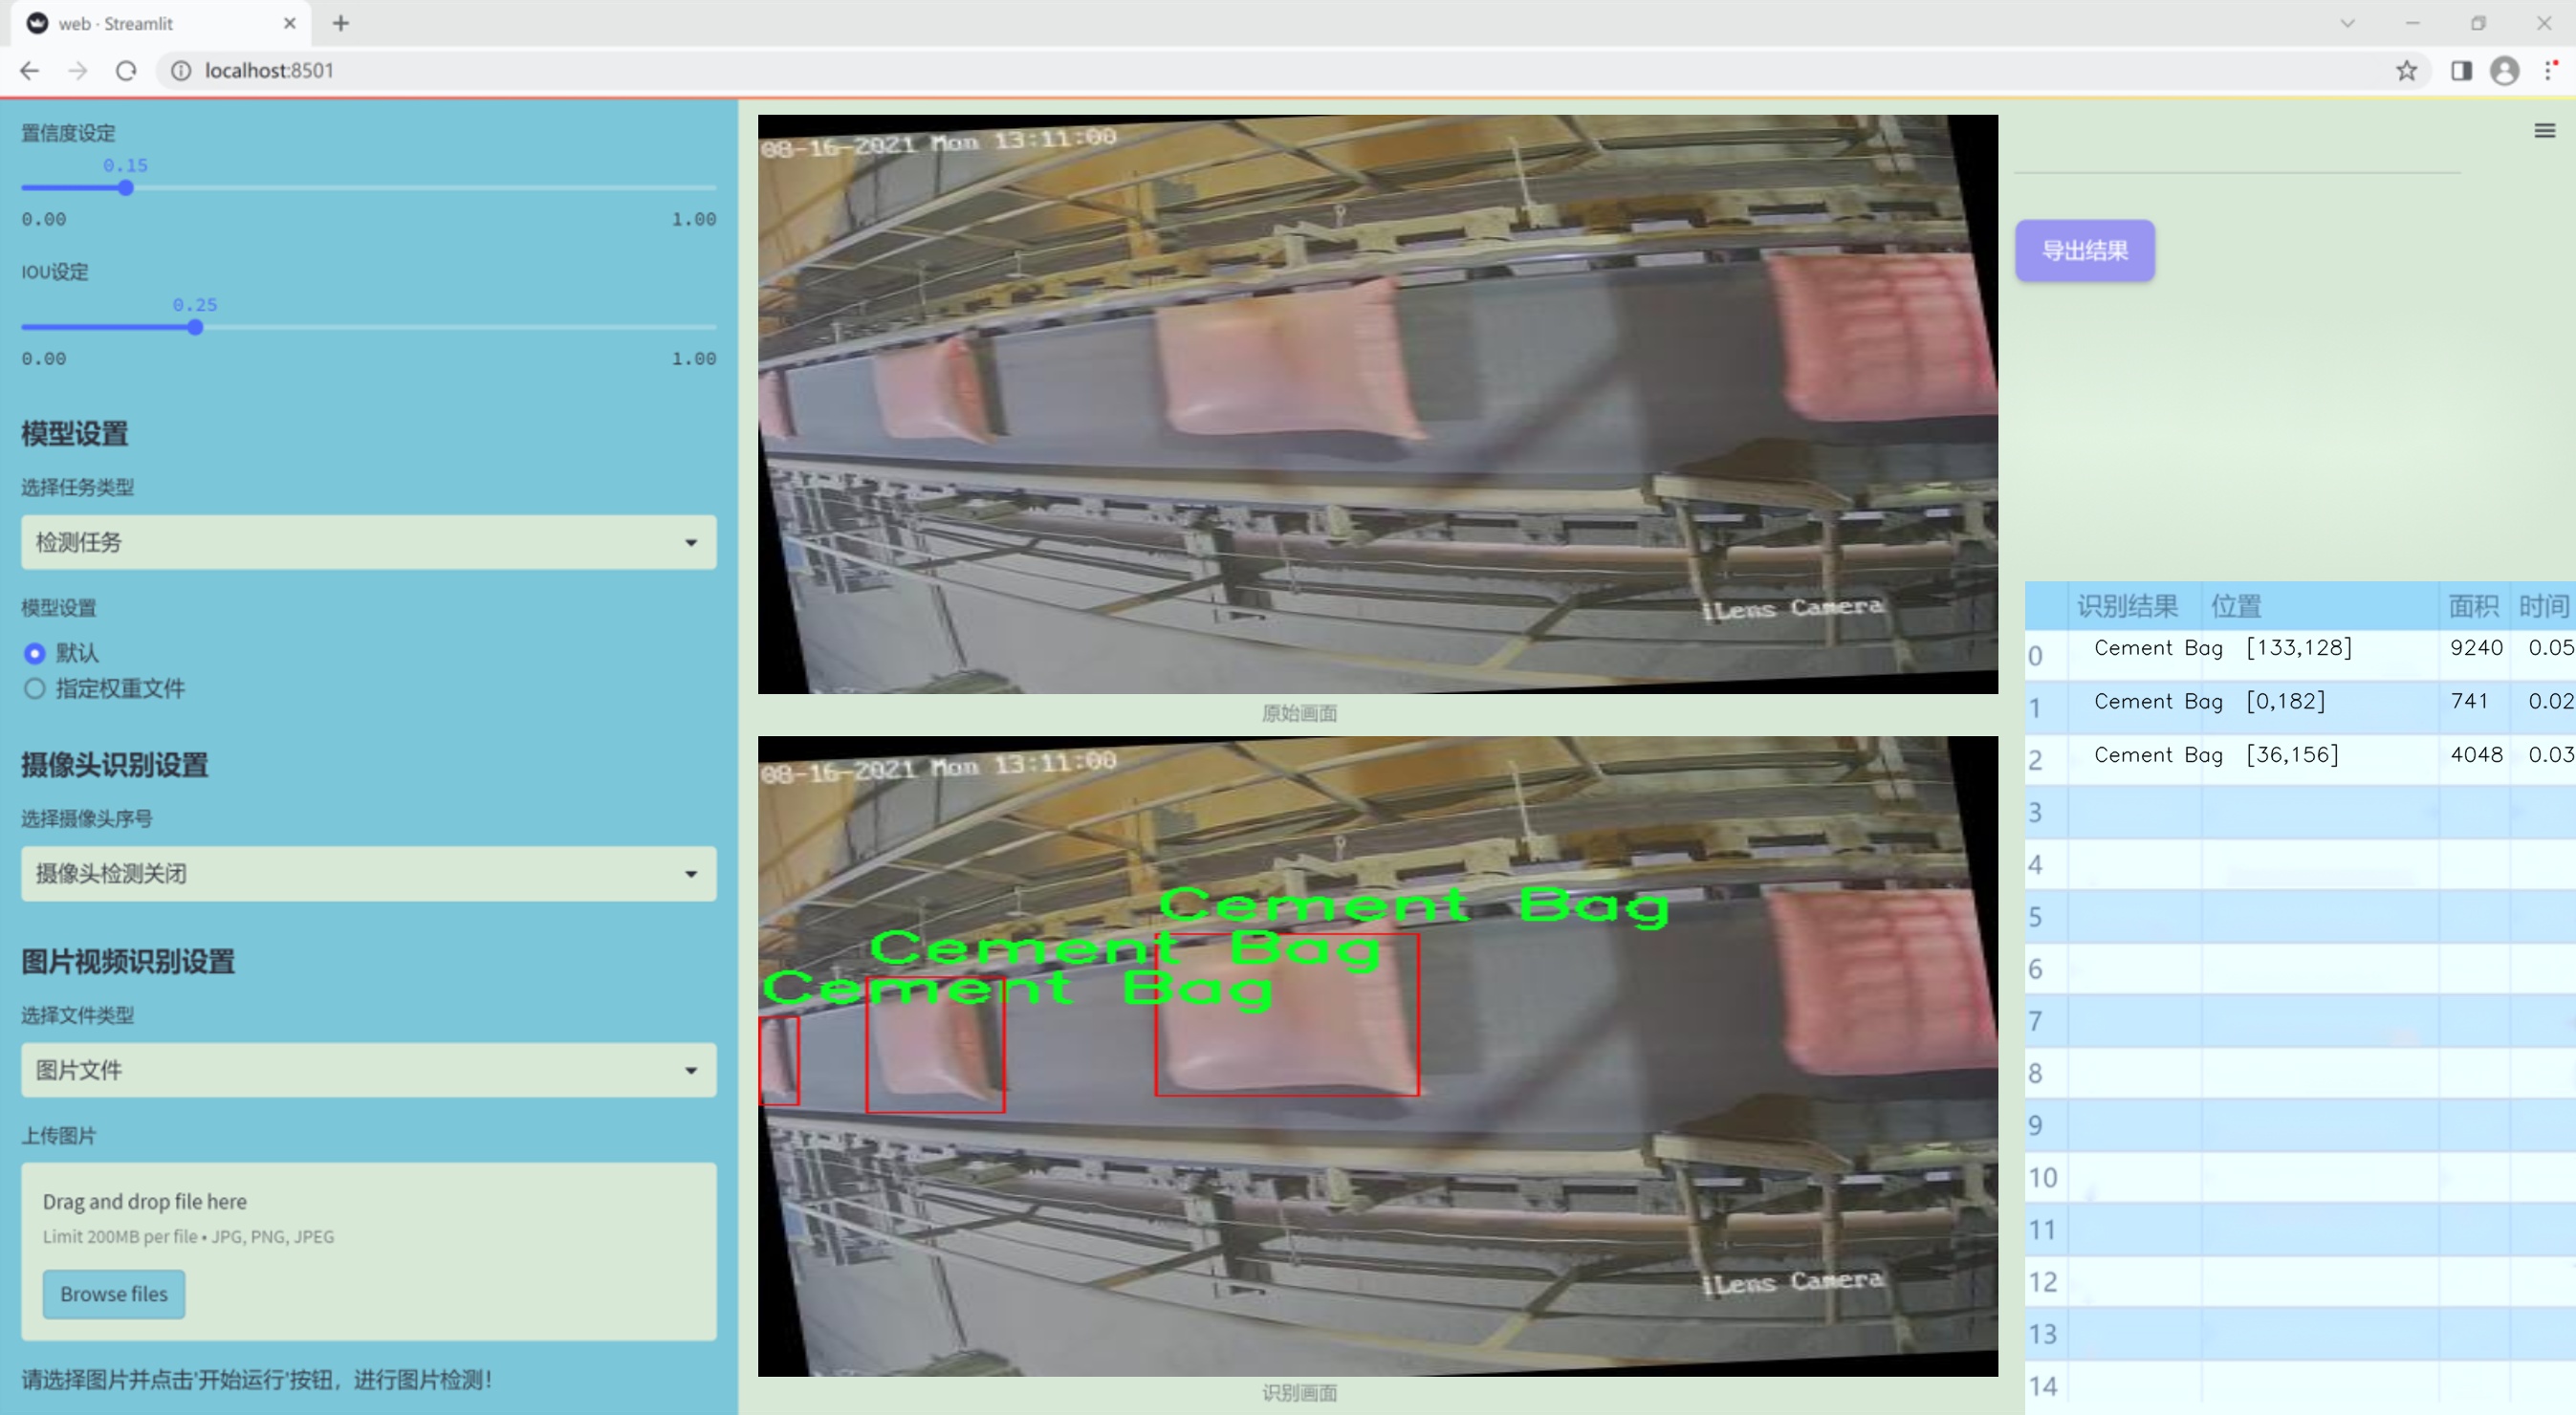 web · Streamlit
localhost:8501
置信度设定
0.15
0.00 1.00
IOU设定
0.25
0.00 1.00
模型设置
选择任务类型
检测任务
模型设置
默认
指定权重文件
摄像头识别设置
选择摄像头序号
摄像头检测关闭
图片视频识别设置
选择文件类型
图片文件
上传图片
Drag and drop file here
Limit 200MB per file • JPG, PNG, JPEG
Browse files
请选择图片并点击'开始运行'按钮，进行图片检测！
08-16-2021 Mon 13:11:00
iLens Camera
原始画面
08-16-2021 Mon 13:11:00
Cement Bag
Cement Bag
Cement Bag
iLens Camera
识别画面
导出结果
识别结果 位置 面积 时间
0 Cement Bag [133,128] 9240 0.05
1 Cement Bag [0,182] 741 0.02
2 Cement Bag [36,156] 4048 0.03
3
4
5
6
7
8
9
10
11
12
13
14